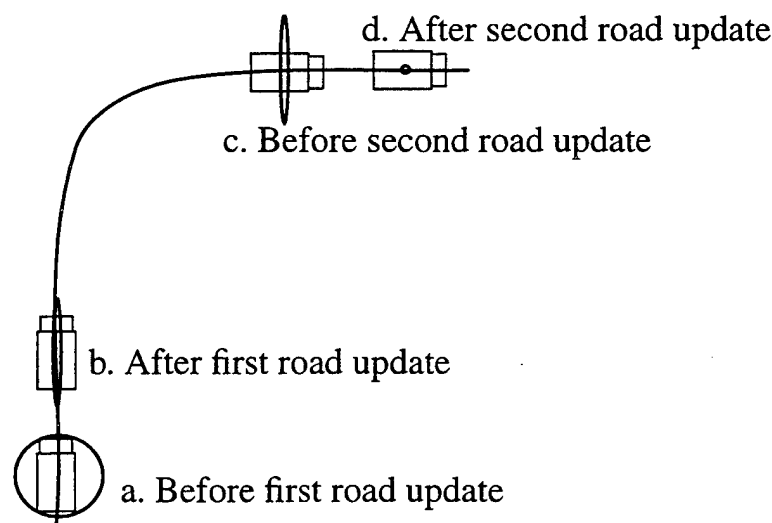 d. After second road update
c. Before second road update
b. After first road update
a. Before first road update